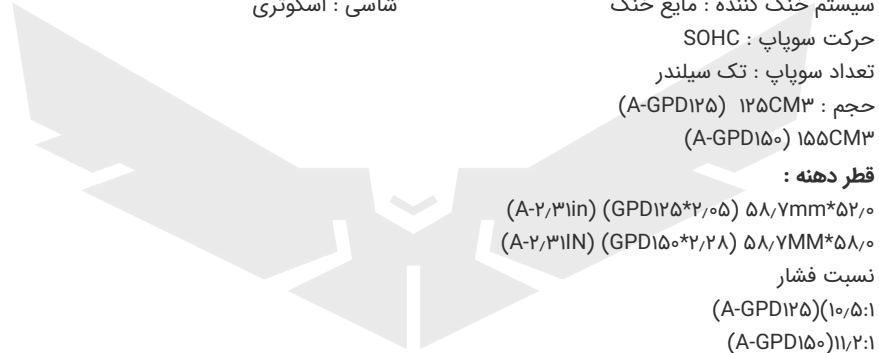 سیستم خنک کننده : مایع خنک شاسی : اسکوتری
حرکت سوپاپ : SOHC
تعداد سوپاپ : تک سیلندر
حجم : ۱۲۵CM۳ (A-GPD۱۲۵)
۱۵۵CM۳ (A-GPD۱۵۰)
قطر دهنه :
۵۸٫۷mm*۵۲٫۰ (GPD۱۲۵*۲٫۰۵) (A-۲٫۳۱in)
۵۸٫۷MM*۵۸٫۰ (GPD۱۵۰*۲٫۲۸) (A-۲٫۳۱IN)
نسبت فشار
۱۰٫۵:۱)(A-GPD۱۲۵)
۱۱٫۲:۱(A-GPD۱۵۰)